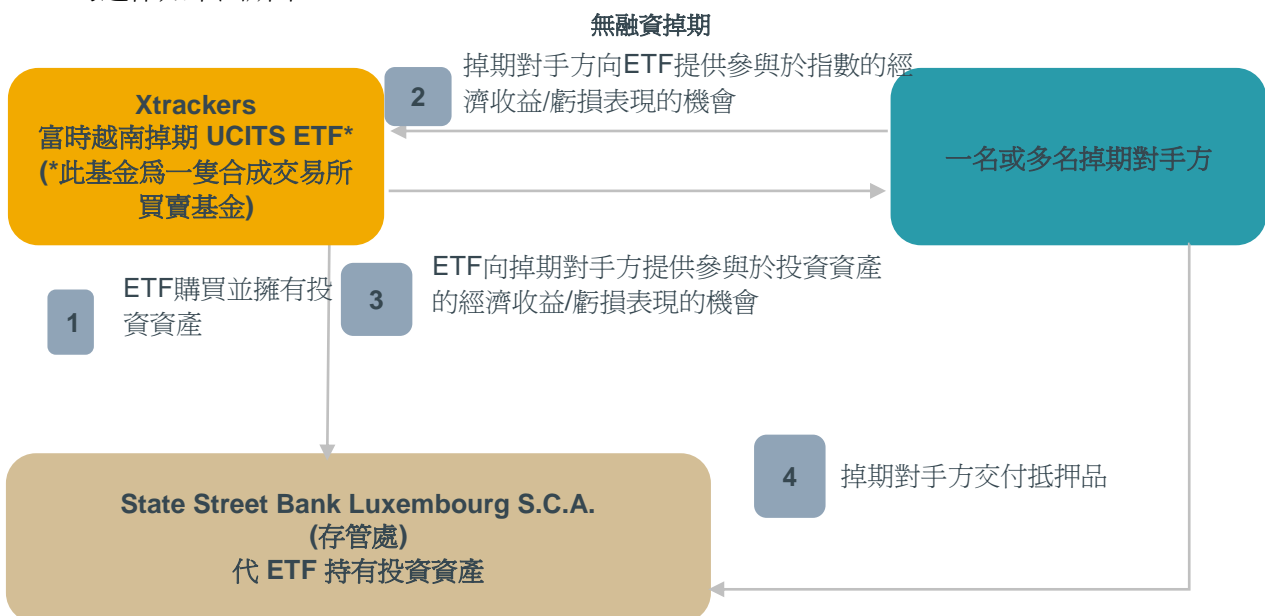 無融資掉期
掉期對手方向ETF提供參與於指數的經
濟收益/虧損表現的機會
2
Xtrackers
富時越南掉期 UCITS ETF*
(*此基金爲一隻合成交易所
買賣基金)
一名或多名掉期對手方
ETF購買並擁有投
資資產
1
ETF向掉期對手方提供參與於投資資產
的經濟收益/虧損表現的機會
3
4
掉期對手方交付抵押品
State Street Bank Luxembourg S.C.A.
(存管處)
代 ETF 持有投資資產